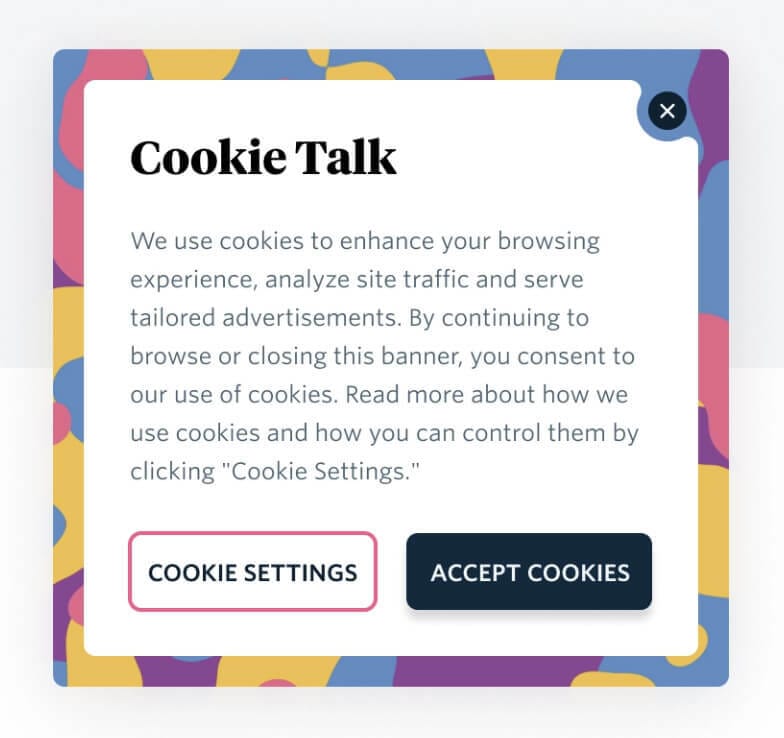 Cookie Talk
We use cookies to enhance your browsing
experience, analyze site traffic and serve
tailored advertisements. By continuing to
browse or closing this banner, you consent to
our use of cookies. Read more about how we
use cookies and how you can control them by
clicking "Cookie Settings."
COOKIE SETTINGS
ACCEPT COOKIES